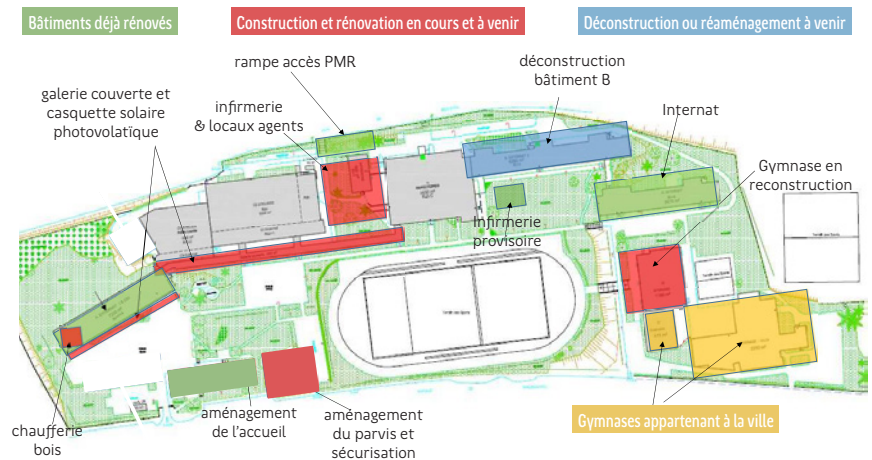 Bâtiments déjà rénovés
Construction et rénovation en cours et à venir
Déconstruction ou réaménagement à venir
rampe accès PMR
déconstruction
bâtiment B
galerie couverte et
casquette solaire
photovolatïque
infirmerie
& locaux agents
Internat
Gymnase en
reconstruction
Infirmerie
provisoire
chaufferie
bois
aménagement
de l'accueil
aménagement
du parvis et
sécurisation
Gymnases appartenant à la ville